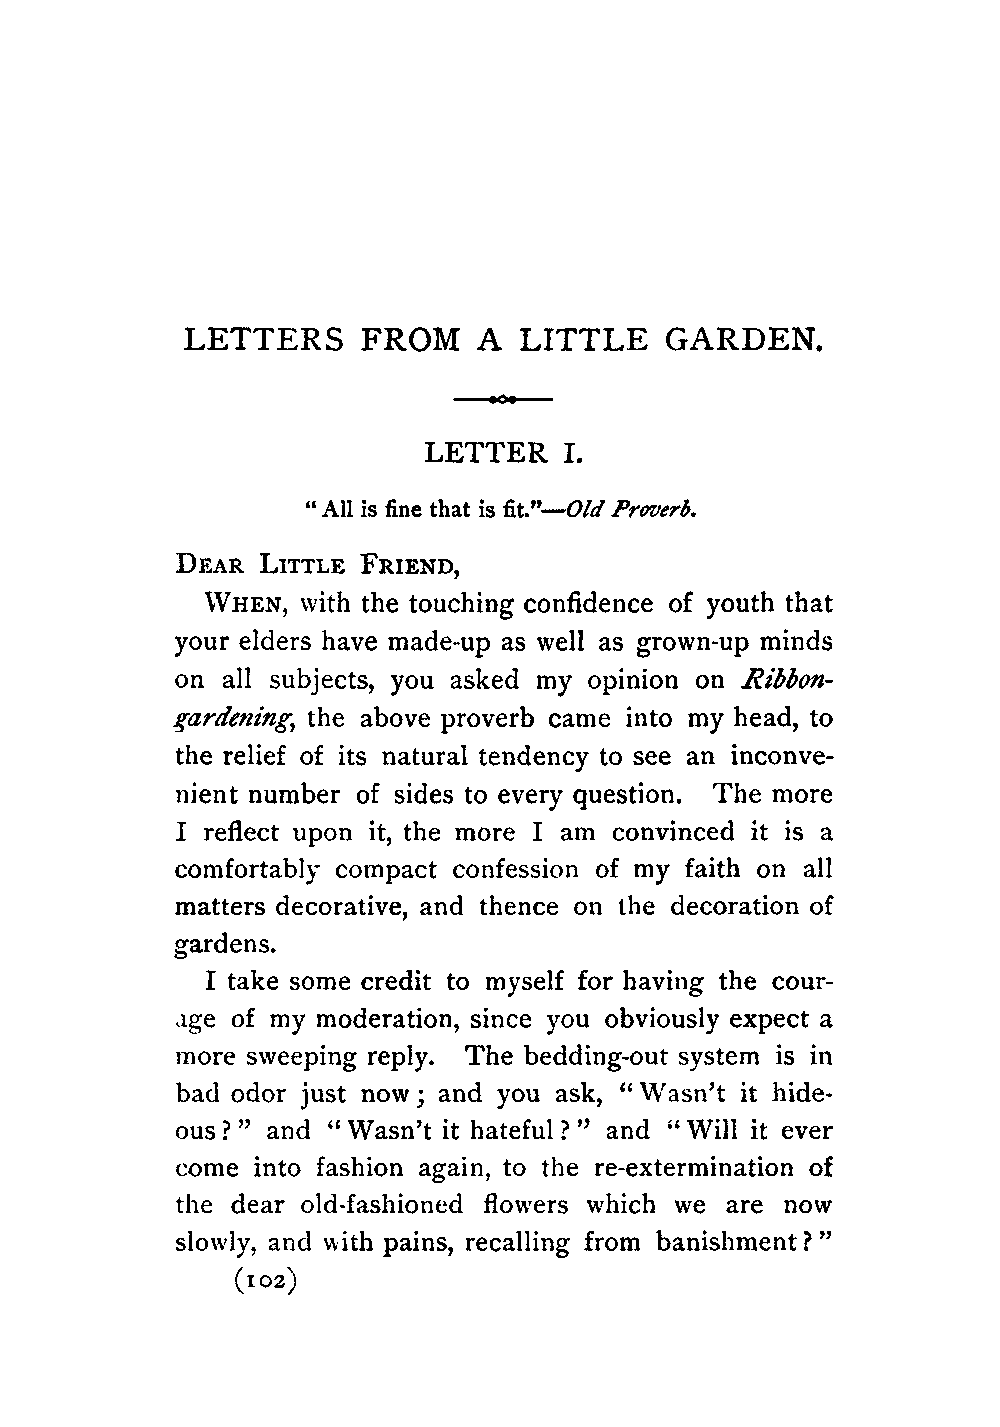 LETTERS FROM A LITTLE GARDEN.
LETTER I.
“All is fine that is fit.”—Old Proverb.
DEAR LITTLE FRIEND,
WHEN, with the touching confidence of youth that
your elders have made-up as well as grown-up minds
on all subjects, you asked my opinion on Ribbon-
gardening, the above proverb came into my head, to
the relief of its natural tendency to see an inconve-
nient number of sides to every question. The more
I reflect upon it, the more I am convinced it is a
comfortably compact confession of my faith on all
matters decorative, and thence on the decoration of
gardens.
I take some credit to myself for having the cour-
age of my moderation, since you obviously expect a
more sweeping reply. The bedding-out system is in
bad odor just now; and you ask, “Wasn’t it hide-
ous?” and “Wasn’t it hateful?” and “Will it ever
come into fashion again, to the re-extermination of
the dear old-fashioned flowers which we are now
slowly, and with pains, recalling from banishment?”
(102)